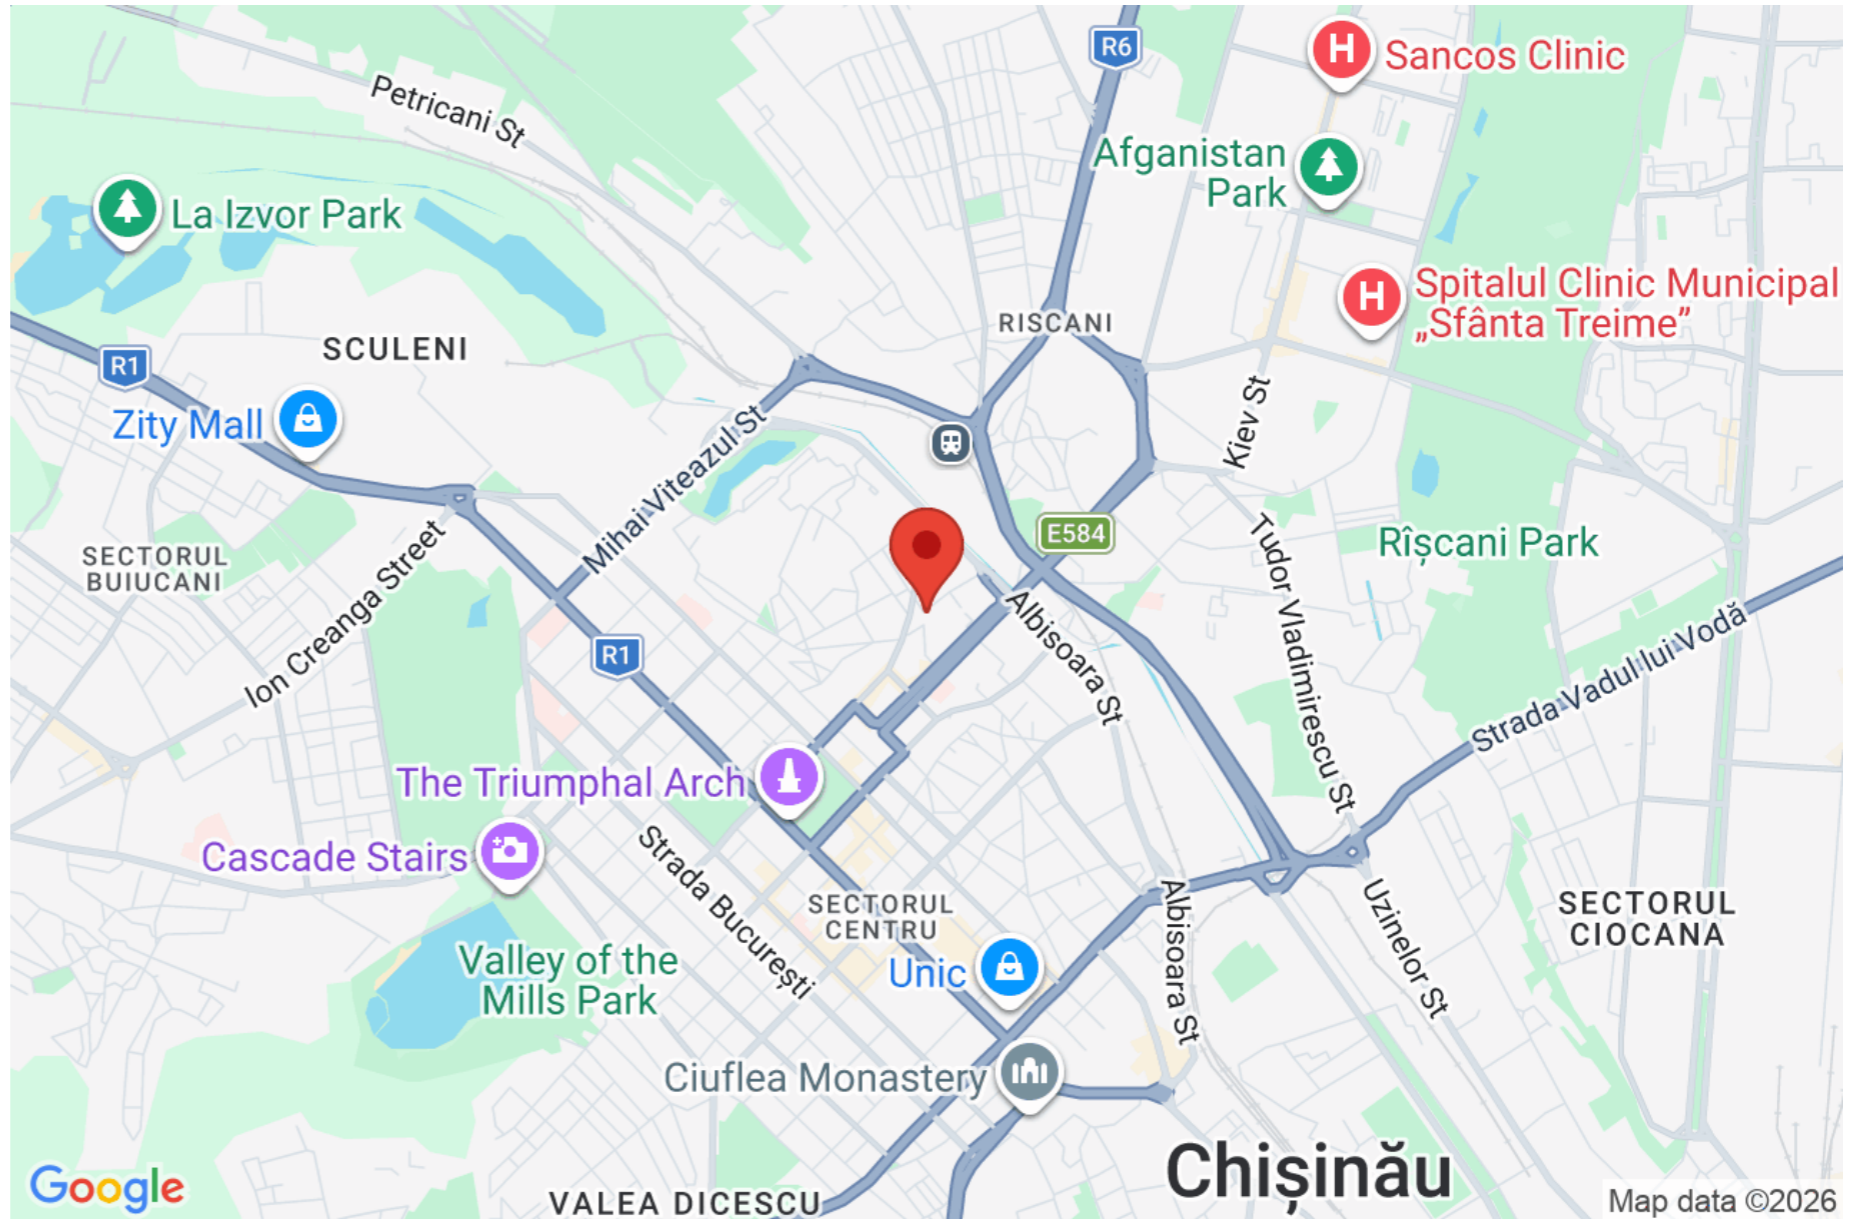 R6
Sancos Clinic
Petricani St
Afganistan
Park
La Izvor Park
Spitalul Clinic Municipal
„Sfânta Treime”
RISCANI
SCULENI
R1
Zity Mall
Kiev St
Mihai Viteazul St
E584
Rîșcani Park
SECTORUL
BUIUCANI
Ion Creanga Street
Tudor Vladimirescu St
Albisoara St
R1
Strada Vadul lui Vodă
The Triumphal Arch
Cascade Stairs
Strada București
SECTORUL
CENTRU
Albisoara St
Uzinelor St
SECTORUL
CIOCANA
Valley of the
Mills Park
Unic
Ciuflea Monastery
Chișinău
VALEA DICESCU
Google
Map data ©2026